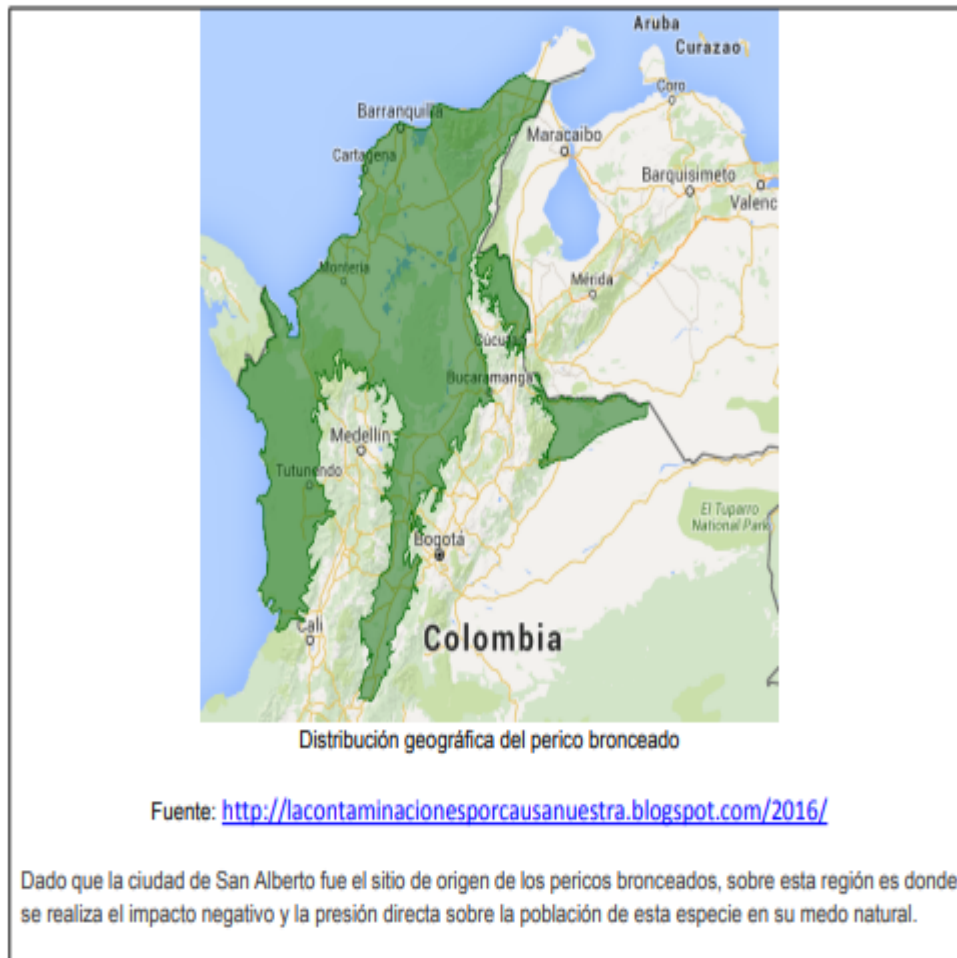 Aruba
Curazao
Coro
Barranquilla
Maracaibo
Cartagena
Barquisimeto
Valenc
Montería
Mérida
Cúcuta
Bucaramanga
Medellín
Tutunendo
El Tuparro
National Park
Bogotá
Cali
Colombia
Distribución geográfica del perico bronceado
Fuente: http://lacontaminacionesporcausanuestra.blogspot.com/2016/
Dado que la ciudad de San Alberto fue el sitio de origen de los pericos bronceados, sobre esta región es donde
se realiza el impacto negativo y la presión directa sobre la población de esta especie en su medo natural.